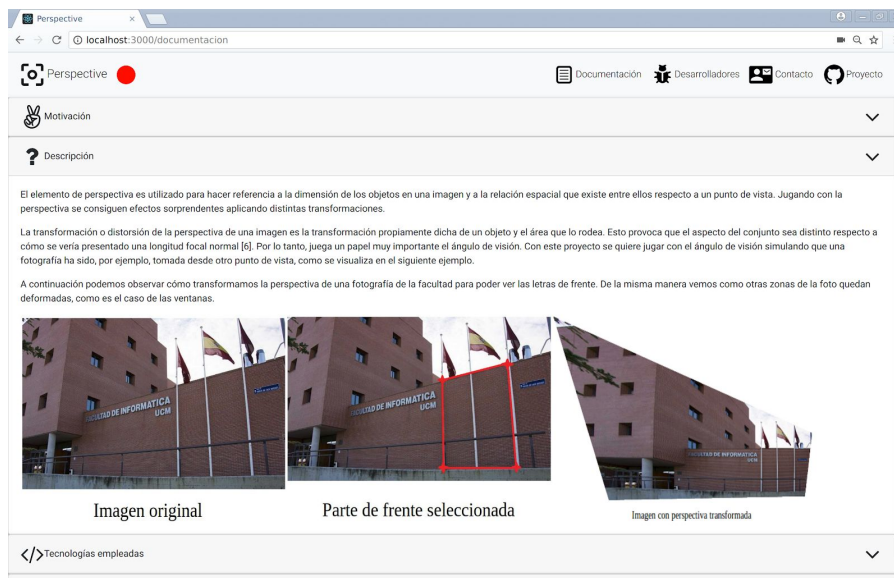 Perspective
localhost:3000/documentacion
Perspective
Documentación
Desarrolladores
Contacto
Proyecto
Motivación
Descripción
El elemento de perspectiva es utilizado para hacer referencia a la dimensión de los objetos en una imagen y a la relación espacial que existe entre ellos respecto a un punto de vista. Jugando con la
perspectiva se consiguen efectos sorprendentes aplicando distintas transformaciones.
La transformación o distorsión de la perspectiva de una imagen es la transformación propiamente dicha de un objeto y el área que lo rodea. Esto provoca que el aspecto del conjunto sea distinto respecto a
cómo se vería presentado una longitud focal normal [6]. Por lo tanto, juega un papel muy importante el ángulo de visión. Con este proyecto se quiere jugar con el ángulo de visión simulando que una
fotografía ha sido, por ejemplo, tomada desde otro punto de vista, como se visualiza en el siguiente ejemplo.
A continuación podemos observar cómo transformamos la perspectiva de una fotografía de la facultad para poder ver las letras de frente. De la misma manera vemos como otras zonas de la foto quedan
deformadas, como es el caso de las ventanas.
FACULTAD DE INFORMATICA
UCM
FACULTAD DE INFORMATICA
UCM
FACULTAD DE INFORMATICA
UCM
Imagen original
Parte de frente seleccionada
Imagen con perspectiva transformada
Tecnologías empleadas